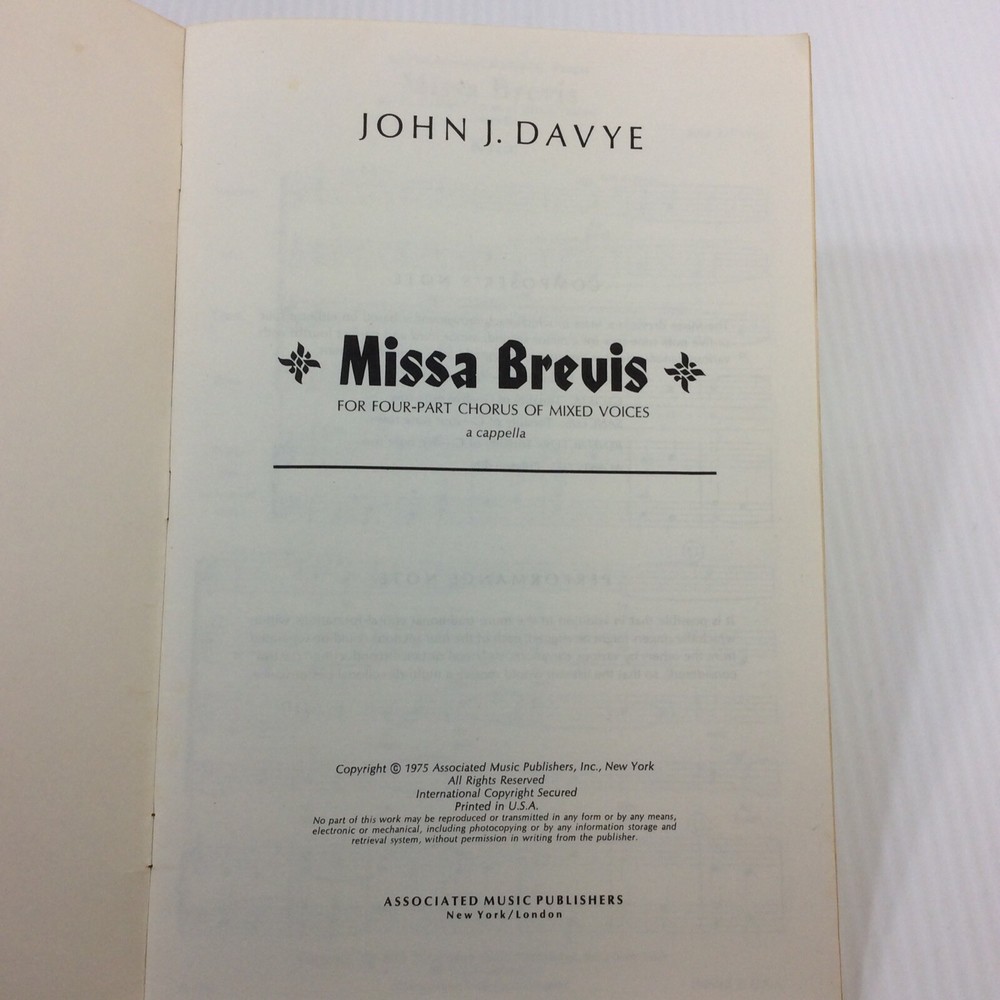 JOHN J. DAVYE
Missa Brevis
FOR FOUR-PART CHORUS OF MIXED VOICES
a cappella
Copyright © 1975 Associated Music Publishers, Inc., New York
All Rights Reserved
International Copyright Secured
Printed in U.S.A.
No part of this work may be reproduced or transmitted in any form or by any means,
electronic or mechanical, including photocopying or by any information storage and
retrieval system, without permission in writing from the publisher.
ASSOCIATED MUSIC PUBLISHERS
New York/London